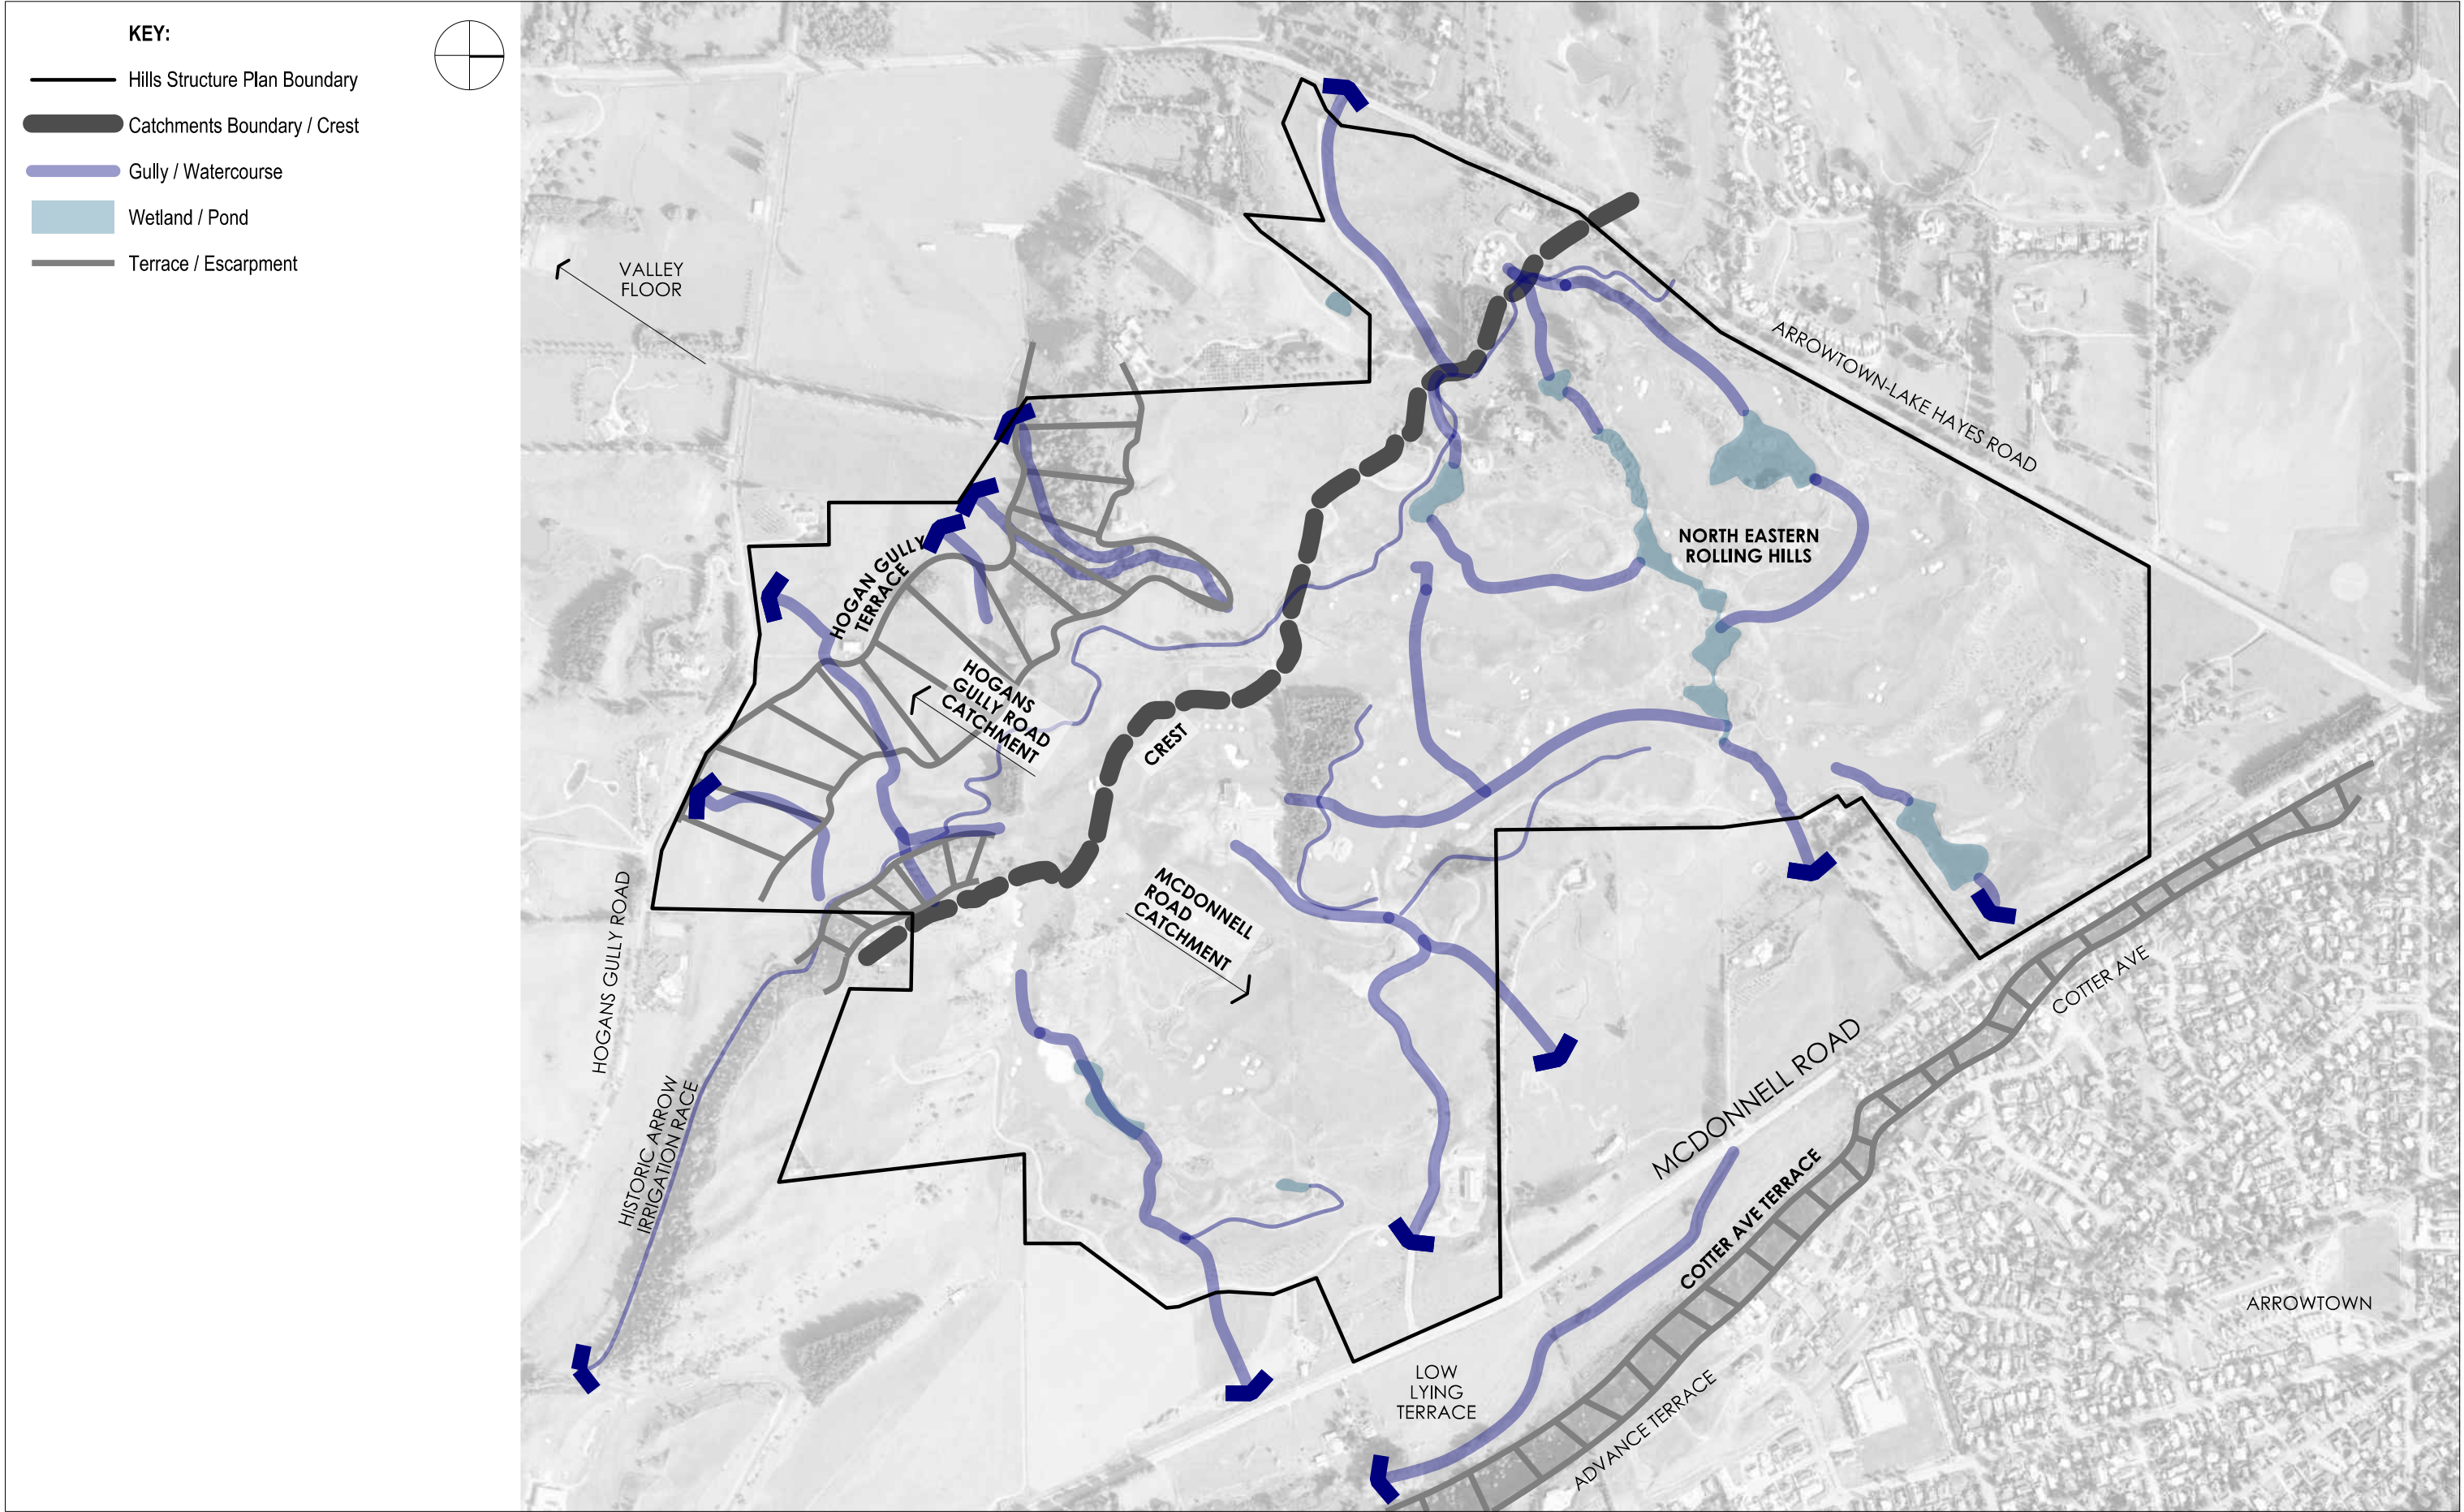 KEY:
Hills Structure Plan Boundary
Catchments Boundary / Crest
Gully / Watercourse
Wetland / Pond
Terrace / Escarpment
VALLEY
FLOOR
ARROWTOWN-LAKE HAYES ROAD
NORTH EASTERN
ROLLING HILLS
HOGAN GULLY
TERRACE
HOGANS
GULLY ROAD
CATCHMENT
CREST
MCDONNELL
ROAD
CATCHMENT
HOGANS GULLY ROAD
HISTORIC ARROW
IRRIGATION RACE
COTTER AVE
MCDONNELL ROAD
COTTER AVE TERRACE
ARROWTOWN
LOW
LYING
TERRACE
ADVANCE TERRACE